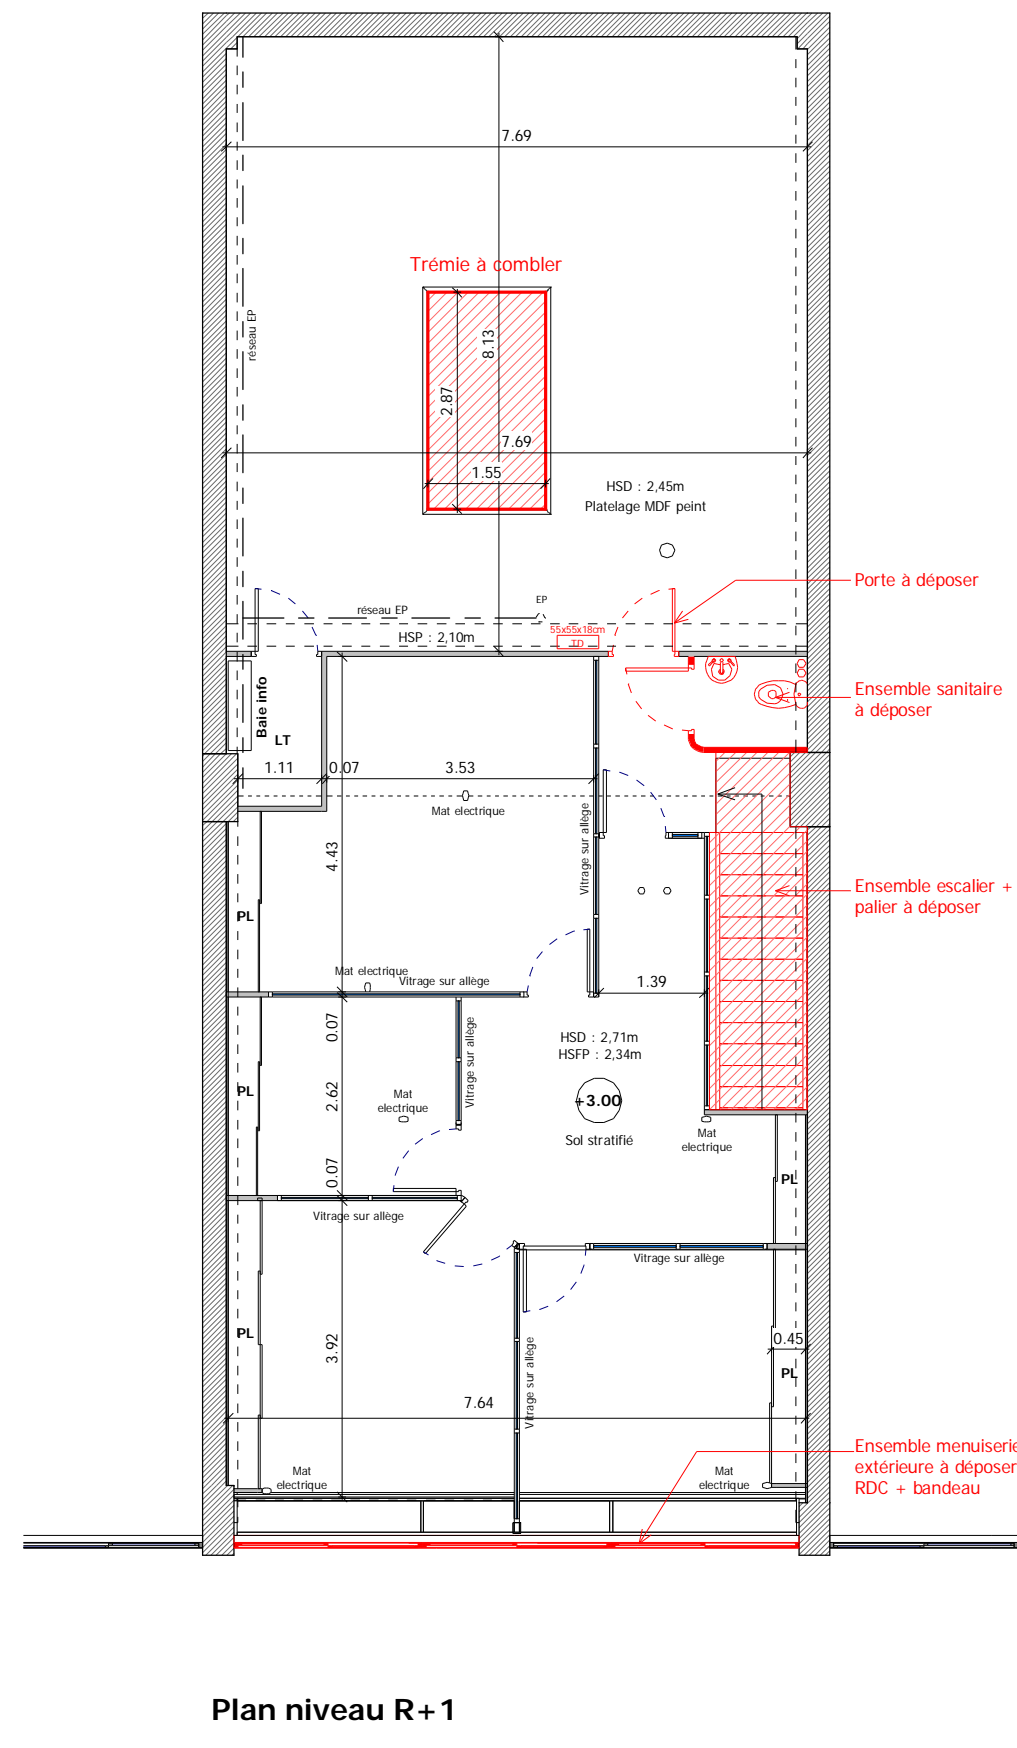 7.69
Trémie à combler
réseau EP
8.13
2.87
7.69
1.55
HSD : 2,45m
Platelage MDF peint
Porte à déposer
EP
réseau EP
55x55x18cm
TD
HSP : 2,10m
Ensemble sanitaire
à déposer
Baie info
LT
1.11
0.07
3.53
Mat electrique
Vitrage sur allège
4.43
Ensemble escalier +
palier à déposer
PL
Mat electrique
Vitrage sur allège
1.39
0.07
HSD : 2,71m
HSFP : 2,34m
Vitrage sur allège
PL
2.62
Mat
electrique
+3.00
Sol stratifié
Mat
electrique
0.07
PL
Vitrage sur allège
Vitrage sur allège
PL
3.92
0.45
PL
Vitrage sur allège
7.64
Ensemble menuiserie
extérieure à déposer
RDC + bandeau
Mat
electrique
Mat
electrique
Plan niveau R+1